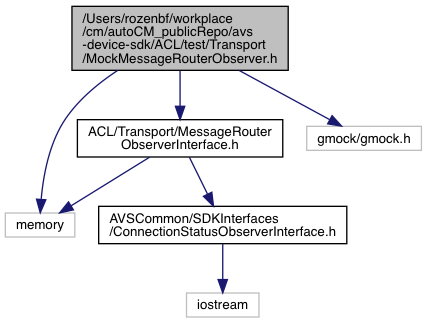 /Users/rozenbf/workplace
/cm/autoCM_publicRepo/avs
-device-sdk/ACL/test/Transport
/MockMessageRouterObserver.h
ACL/Transport/MessageRouter
ObserverInterface.h
gmock/gmock.h
memory
AVSCommon/SDKInterfaces
/ConnectionStatusObserverInterface.h
iostream